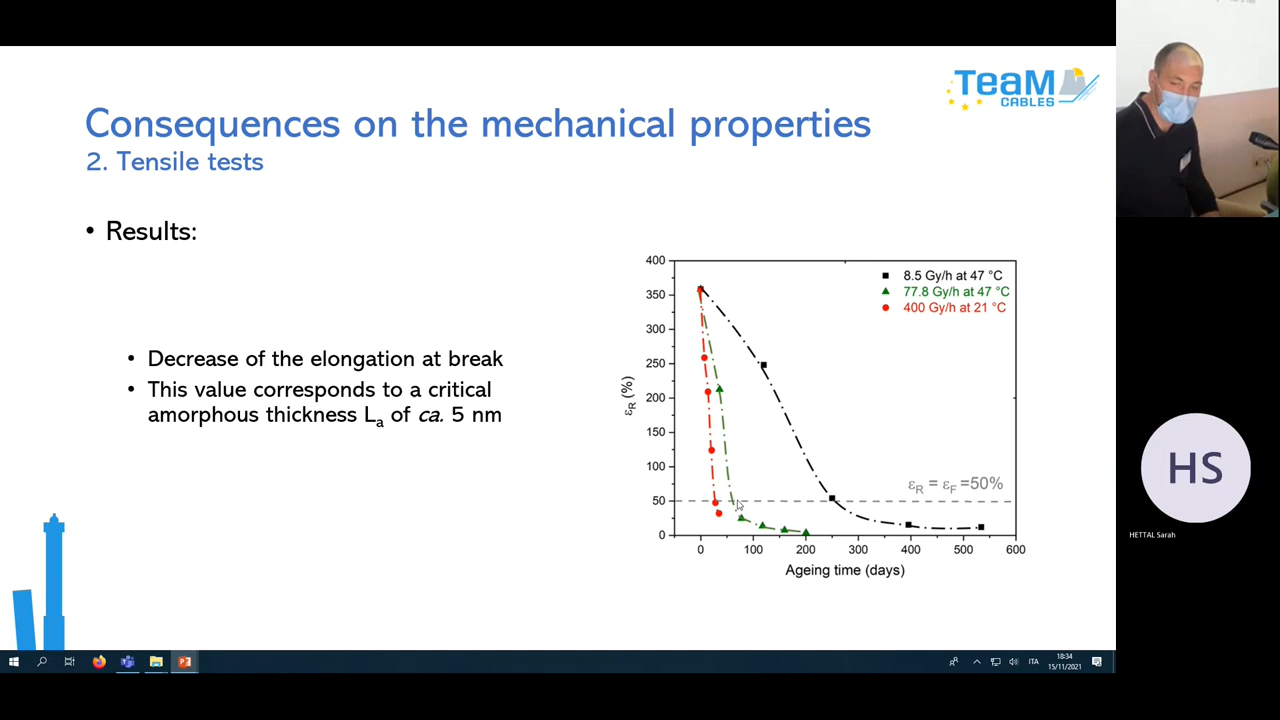 TeaM
CABLES
Consequences on the mechanical properties
2. Tensile tests
• Results:
• Decrease of the elongation at break
• This value corresponds to a critical
amorphous thickness La of ca. 5 nm
400
350
300
250
200
150
100
50
0
εR (%)
8.5 Gy/h at 47 °C
77.8 Gy/h at 47 °C
400 Gy/h at 21 °C
εR = εF =50%
0 100 200 300 400 500 600
Ageing time (days)
HS
HETTAL Sarah
ITA
18:34
15/11/2021